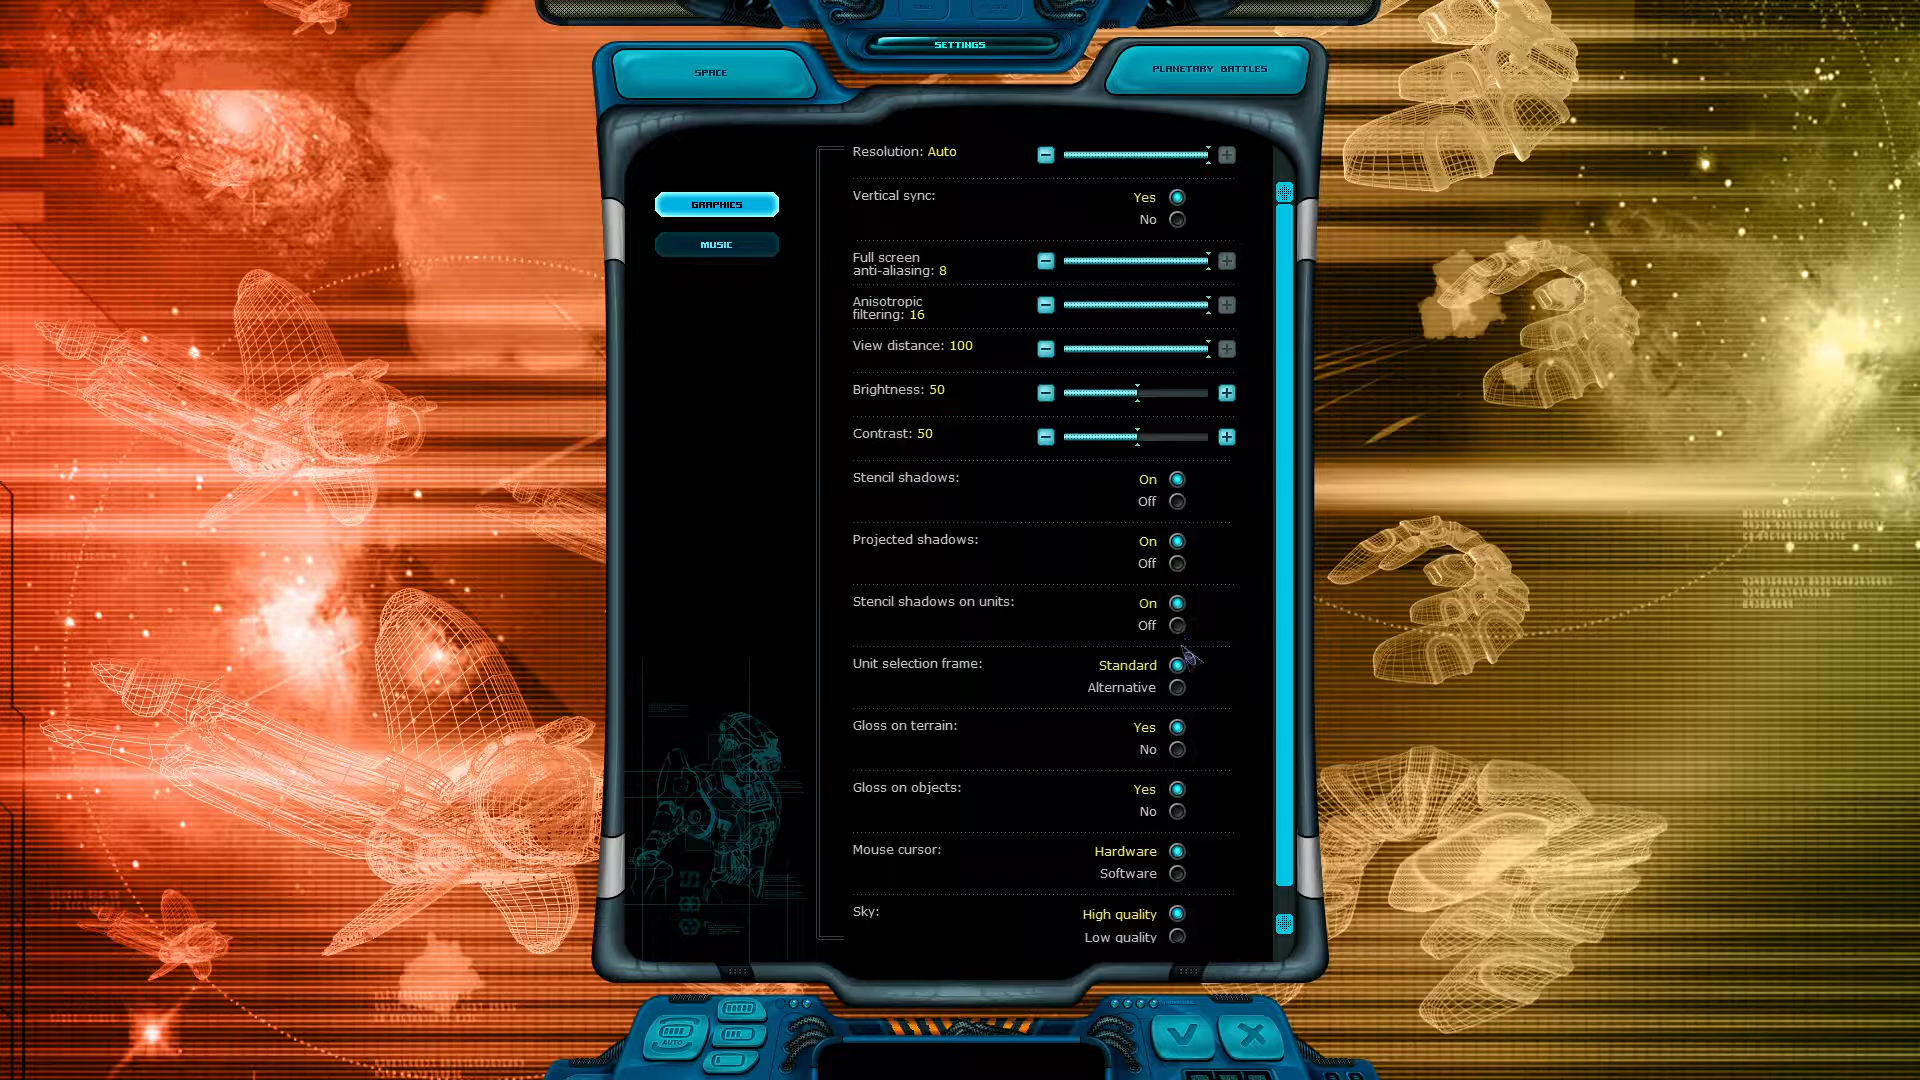 SETTINGS
SPACE
PLANETARY BATTLES
GRAPHICS
MUSIC
Resolution: Auto
Vertical sync:
Yes
No
Full screen
anti-aliasing: 8
Anisotropic
filtering: 16
View distance: 100
Brightness: 50
Contrast: 50
Stencil shadows:
On
Off
Projected shadows:
On
Off
Stencil shadows on units:
On
Off
Unit selection frame:
Standard
Alternative
Gloss on terrain:
Yes
No
Gloss on objects:
Yes
No
Mouse cursor:
Hardware
Software
Sky:
High quality
Low quality
AUTO